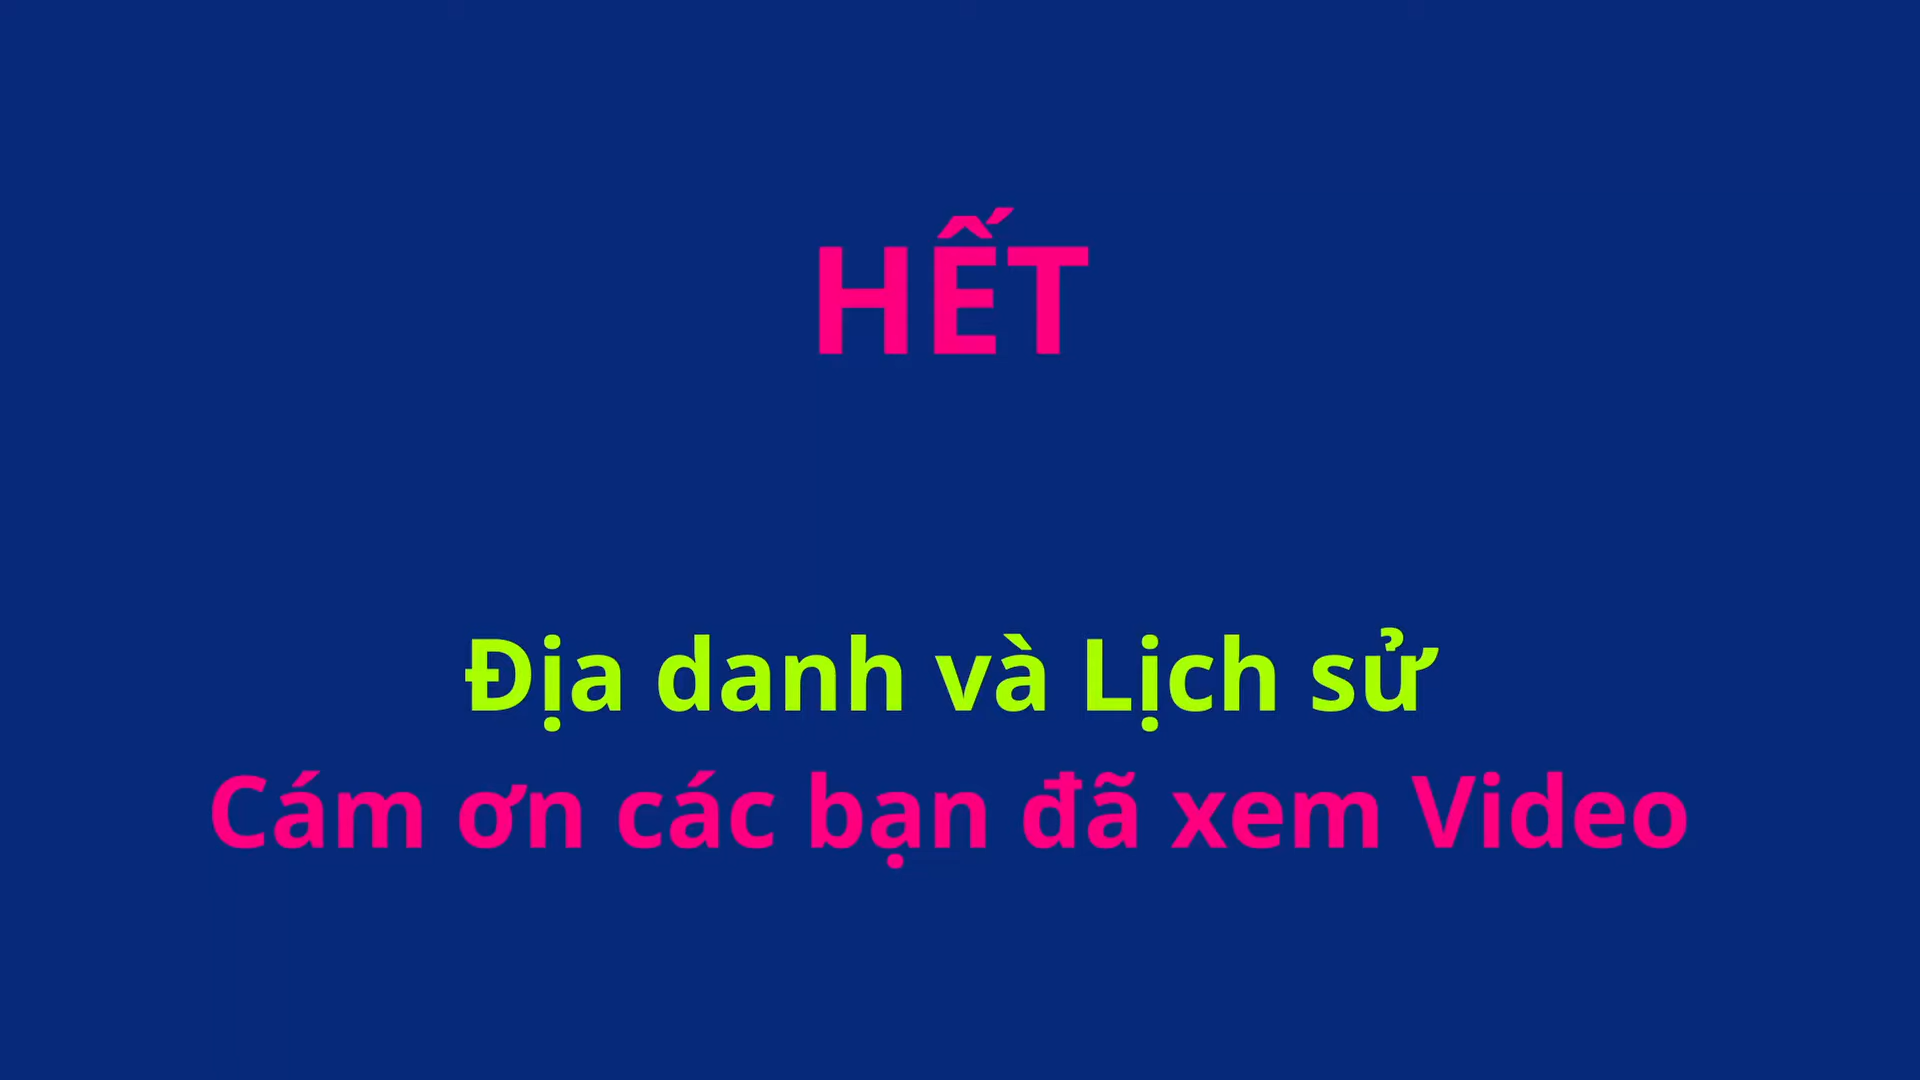 HẾT
Địa danh và Lịch sử
Cám ơn các bạn đã xem Video